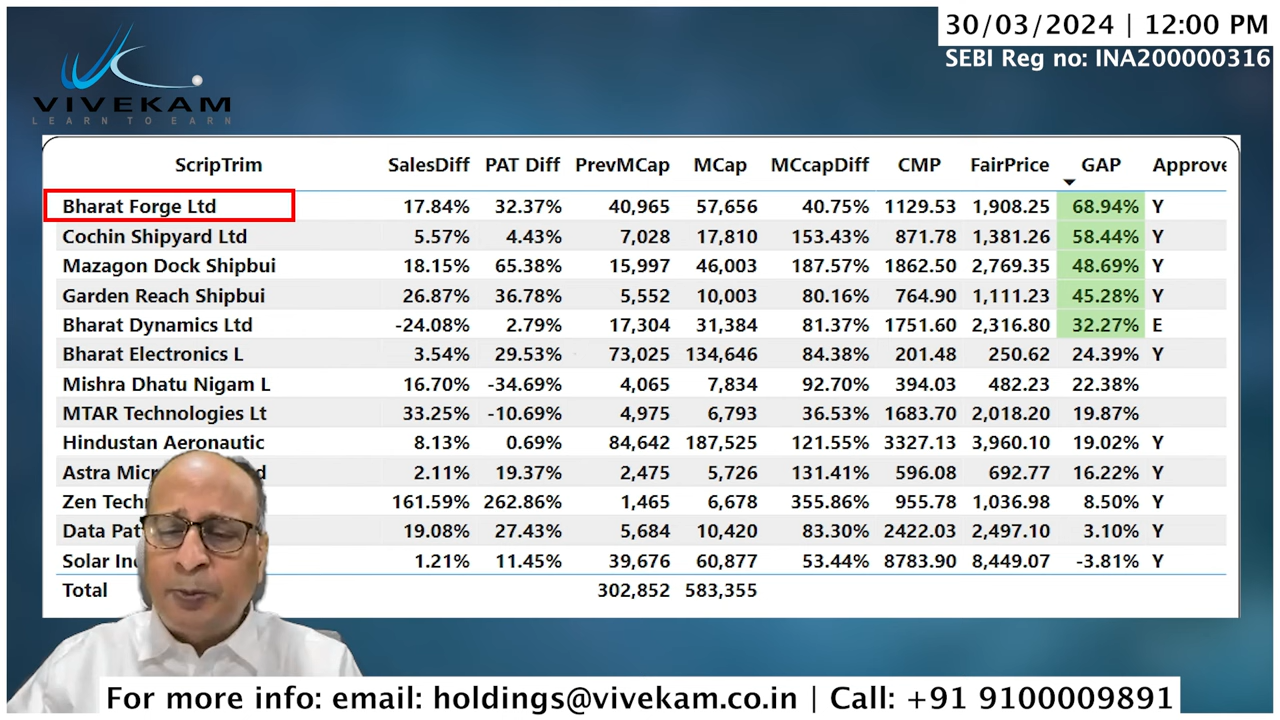 30/03/2024 | 12:00 PM
SEBI Reg no: INA200000316
VIVEKAM
LEARN TO EARN
ScripTrim SalesDiff PAT Diff PrevMCap MCap MCcapDiff CMP FairPrice GAP Approve
Bharat Forge Ltd 17.84% 32.37% 40,965 57,656 40.75% 1129.53 1,908.25 68.94% Y
Cochin Shipyard Ltd 5.57% 4.43% 7,028 17,810 153.43% 871.78 1,381.26 58.44% Y
Mazagon Dock Shipbui 18.15% 65.38% 15,997 46,003 187.57% 1862.50 2,769.35 48.69% Y
Garden Reach Shipbui 26.87% 36.78% 5,552 10,003 80.16% 764.90 1,111.23 45.28% Y
Bharat Dynamics Ltd -24.08% 2.79% 17,304 31,384 81.37% 1751.60 2,316.80 32.27% E
Bharat Electronics L 3.54% 29.53% 73,025 134,646 84.38% 201.48 250.62 24.39% Y
Mishra Dhatu Nigam L 16.70% -34.69% 4,065 7,834 92.70% 394.03 482.23 22.38%
MTAR Technologies Lt 33.25% -10.69% 4,975 6,793 36.53% 1683.70 2,018.20 19.87%
Hindustan Aeronautic 8.13% 0.69% 84,642 187,525 121.55% 3327.13 3,960.10 19.02% Y
Astra 2.11% 19.37% 2,475 5,726 131.41% 596.08 692.77 16.22% Y
Zen 161.59% 262.86% 1,465 6,678 355.86% 955.78 1,036.98 8.50% Y
Data 19.08% 27.43% 5,684 10,420 83.30% 2422.03 2,497.10 3.10% Y
Solar 1.21% 11.45% 39,676 60,877 53.44% 8783.90 8,449.07 -3.81% Y
Total 302,852 583,355
For more info: email: holdings@vivekam.co.in | Call: +91 9100009891